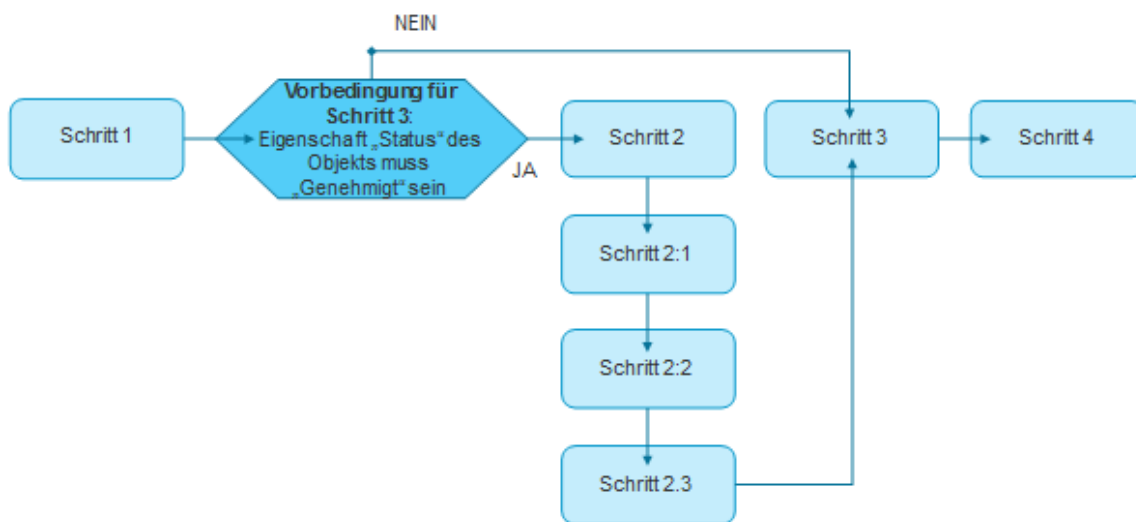 NEIN
Schritt 1
Vorbedingung für
Schritt 3:
Eigenschaft „Status“ des
Objekts muss
„Genehmigt“ sein
JA
Schritt 2
Schritt 3
Schritt 4
Schritt 2:1
Schritt 2:2
Schritt 2.3